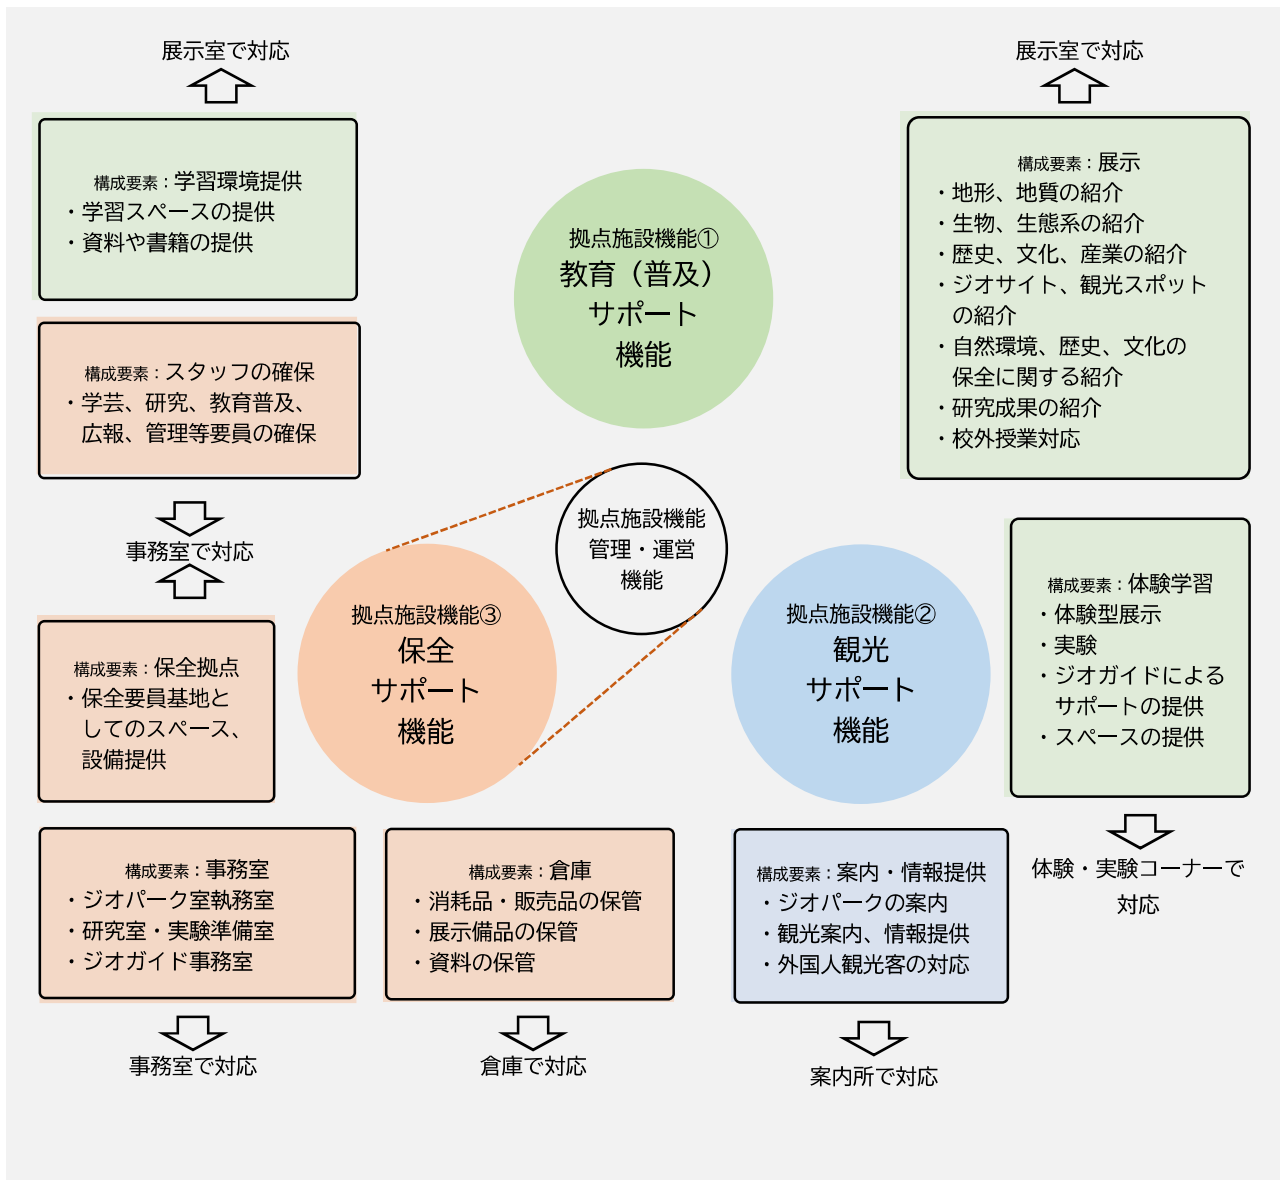 展示室で対応
構成要素：学習環境提供
・学習スペースの提供
・資料や書籍の提供
構成要素：スタッフの確保
・学芸、研究、教育普及、
広報、管理等要員の確保
事務室で対応
構成要素：保全拠点
・保全要員基地と
してのスペース、
設備提供
構成要素：事務室
・ジオパーク室執務室
・研究室・実験準備室
・ジオガイド事務室
事務室で対応
拠点施設機能①
教育（普及）
サポート
機能
拠点施設機能
管理・運営
機能
拠点施設機能③
保全
サポート
機能
拠点施設機能②
観光
サポート
機能
構成要素：倉庫
・消耗品・販売品の保管
・展示備品の保管
・資料の保管
倉庫で対応
構成要素：案内・情報提供
・ジオパークの案内
・観光案内、情報提供
・外国人観光客の対応
案内所で対応
展示室で対応
構成要素：展示
・地形、地質の紹介
・生物、生態系の紹介
・歴史、文化、産業の紹介
・ジオサイト、観光スポット
の紹介
・自然環境、歴史、文化の
保全に関する紹介
・研究成果の紹介
・校外授業対応
構成要素：体験学習
・体験型展示
・実験
・ジオガイドによる
サポートの提供
・スペースの提供
体験・実験コーナーで
対応